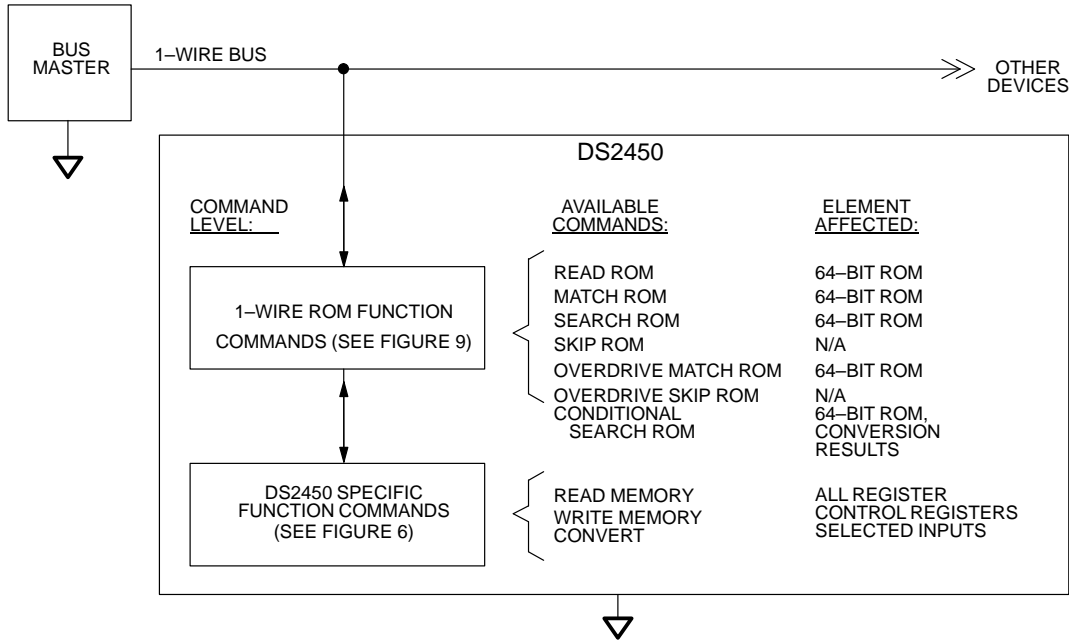 BUS
MASTER
1–WIRE BUS
OTHER
DEVICES
DS2450
COMMAND
LEVEL:
AVAILABLE
COMMANDS:
ELEMENT
AFFECTED:
1–WIRE ROM FUNCTION
COMMANDS (SEE FIGURE 9)
READ ROM 64–BIT ROM
MATCH ROM 64–BIT ROM
SEARCH ROM 64–BIT ROM
SKIP ROM N/A
OVERDRIVE MATCH ROM 64–BIT ROM
OVERDRIVE SKIP ROM N/A
CONDITIONAL 64–BIT ROM,
SEARCH ROM CONVERSION
RESULTS
DS2450 SPECIFIC
FUNCTION COMMANDS
(SEE FIGURE 6)
READ MEMORY ALL REGISTER
WRITE MEMORY CONTROL REGISTERS
CONVERT SELECTED INPUTS